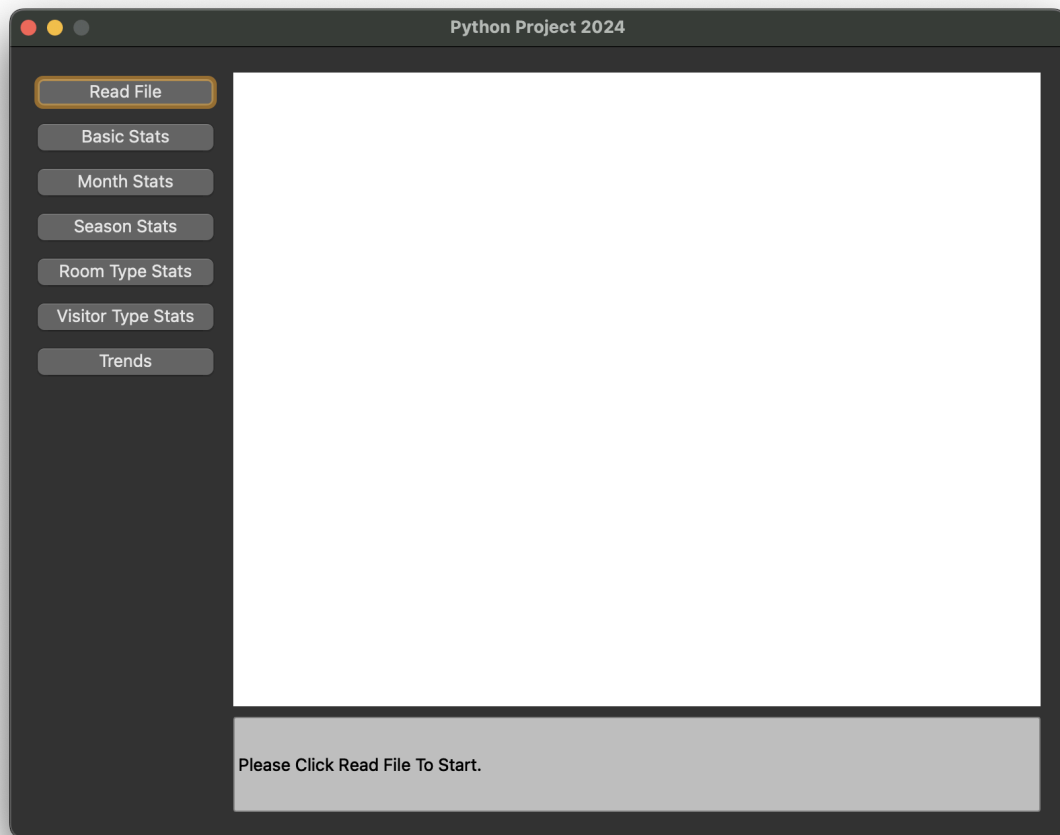 Python Project 2024
Read File
Basic Stats
Month Stats
Season Stats
Room Type Stats
Visitor Type Stats
Trends
Please Click Read File To Start.